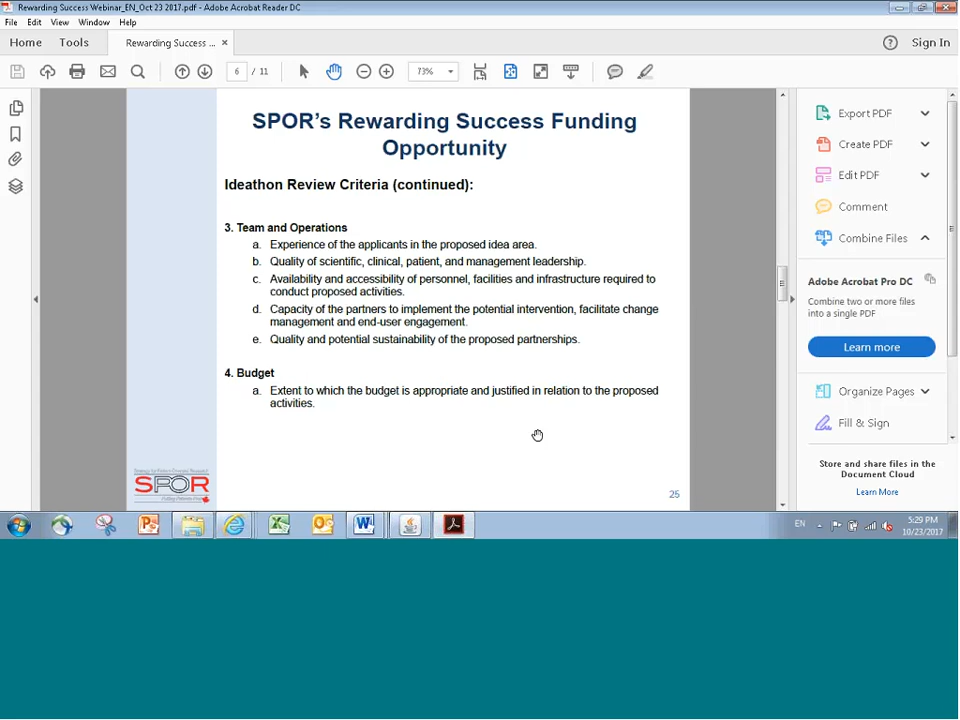 Rewarding Success Webinar_EN_Oct 23 2017.pdf - Adobe Acrobat Reader DC
File Edit View Window Help
Home Tools Rewarding Success ... × Sign In
6 / 11 73%
SPOR's Rewarding Success Funding
Opportunity
Ideathon Review Criteria (continued):
3. Team and Operations
a. Experience of the applicants in the proposed idea area.
b. Quality of scientific, clinical, patient, and management leadership.
c. Availability and accessibility of personnel, facilities and infrastructure required to
conduct proposed activities.
d. Capacity of the partners to implement the potential intervention, facilitate change
management and end-user engagement.
e. Quality and potential sustainability of the proposed partnerships.
4. Budget
a. Extent to which the budget is appropriate and justified in relation to the proposed
activities.
SPOR
25
Export PDF
Create PDF
Edit PDF
Comment
Combine Files
Adobe Acrobat Pro DC
Combine two or more files
into a single PDF
Learn more
Organize Pages
Fill & Sign
Store and share files in the
Document Cloud
Learn More
EN
5:29 PM
10/23/2017